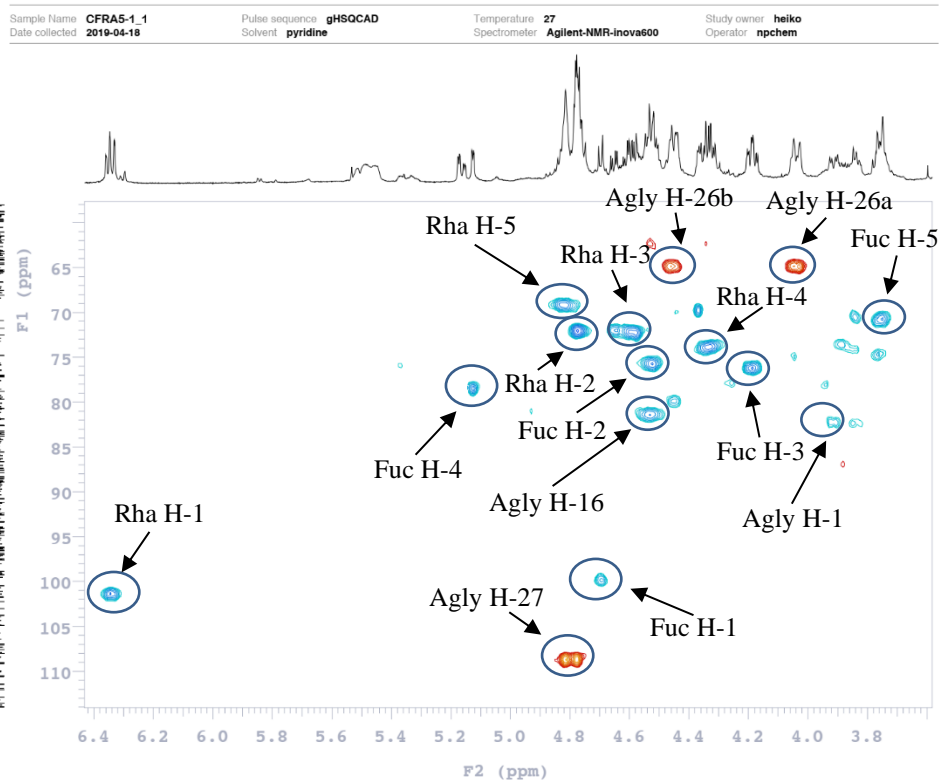 Sample Name CFRA5-1_1 Pulse sequence gHSQCAD Temperature 27 Study owner heiko
Date collected 2019-04-18 Solvent pyridine Spectrometer Agilent-NMR-inova600 Operator npchem
Agly H-26b
Agly H-26a
Rha H-5
Fuc H-5
Rha H-3
Rha H-4
Rha H-2
Fuc H-2
Fuc H-3
Fuc H-4
Agly H-16
Agly H-1
Rha H-1
Agly H-27
Fuc H-1
F1 (ppm)
65
70
75
80
85
90
95
100
105
110
6.4 6.2 6.0 5.8 5.6 5.4 5.2 5.0 4.8 4.6 4.4 4.2 4.0 3.8
F2 (ppm)